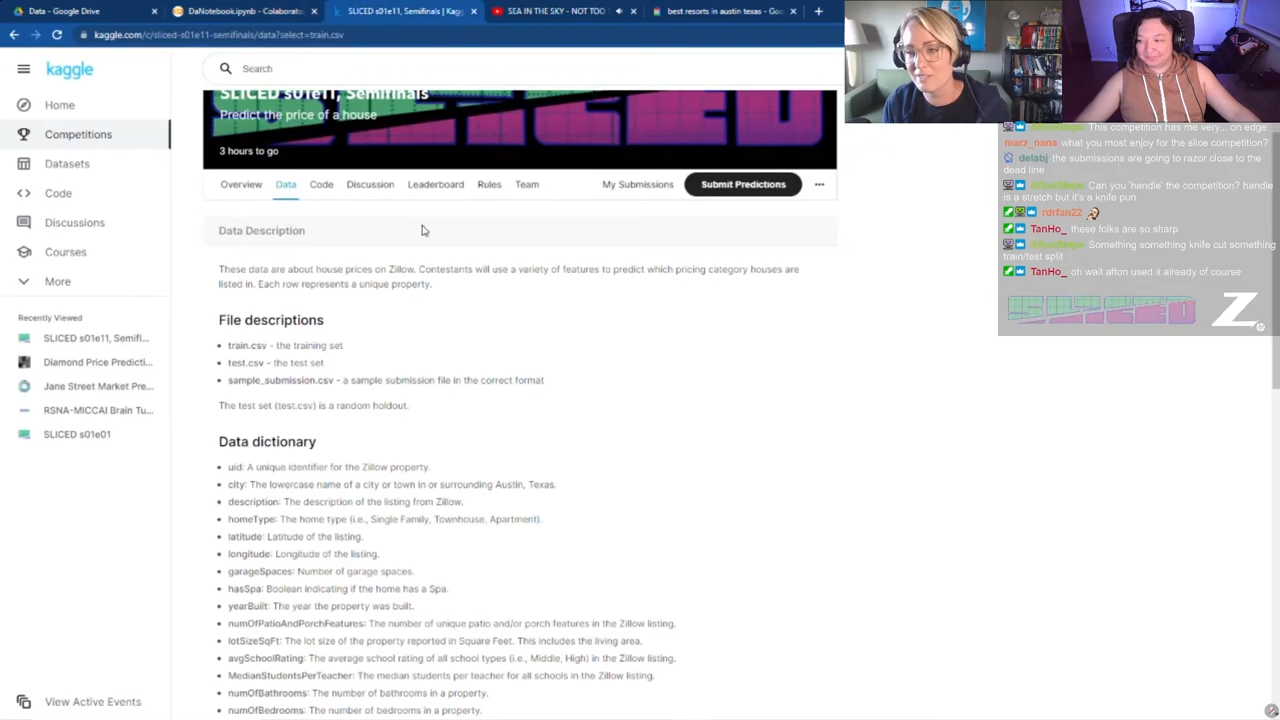 Data - Google Drive
DaNotebook.ipynb - Colaborato
SLICED s01e11, Semifinals | Kagg
SEA IN THE SKY - NOT TOO
best resorts in austin texas - Goo
kaggle.com/c/sliced-s01e11-semifinals/data?select=train.csv
kaggle
Search
Home
Competitions
Datasets
Code
Discussions
Courses
More
Recently Viewed
SLICED s01e11, Semifi...
Diamond Price Predicti...
Jane Street Market Pre...
RSNA-MICCAI Brain Tu...
SLICED s01e01
View Active Events
SLICED s01e11, Semifinals
Predict the price of a house
3 hours to go
Overview Data Code Discussion Leaderboard Rules Team My Submissions Submit Predictions
Data Description
These data are about house prices on Zillow. Contestants will use a variety of features to predict which pricing category houses are
listed in. Each row represents a unique property.
File descriptions
• train.csv - the training set
• test.csv - the test set
• sample_submission.csv - a sample submission file in the correct format
The test set (test.csv) is a random holdout.
Data dictionary
• uid: A unique identifier for the Zillow property.
• city: The lowercase name of a city or town in or surrounding Austin, Texas.
• description: The description of the listing from Zillow.
• homeType: The home type (i.e., Single Family, Townhouse, Apartment).
• latitude: Latitude of the listing.
• longitude: Longitude of the listing.
• garageSpaces: Number of garage spaces.
• hasSpa: Boolean indicating if the home has a Spa.
• yearBuilt: The year the property was built.
• numOfPatioAndPorchFeatures: The number of unique patio and/or porch features in the Zillow listing.
• lotSizeSqFt: The lot size of the property reported in Square Feet. This includes the living area.
• avgSchoolRating: The average school rating of all school types (i.e., Middle, High) in the Zillow listing.
• MedianStudentsPerTeacher: The median students per teacher for all schools in the Zillow listing.
• numOfBathrooms: The number of bathrooms in a property.
• numOfBedrooms: The number of bedrooms in a property.
This competition has me very... on edge
marz_nana what you most enjoy for the slice competition?
delabj the submissions are going to razor close to the
dead line
Can you 'handle' the competition? handle
is a stretch but it's a knife pun
rdrfan22
TanHo_ these folks are so sharp
Something something knife cut something
train/test split
TanHo_ oh wait afton used it already of course
SLICED